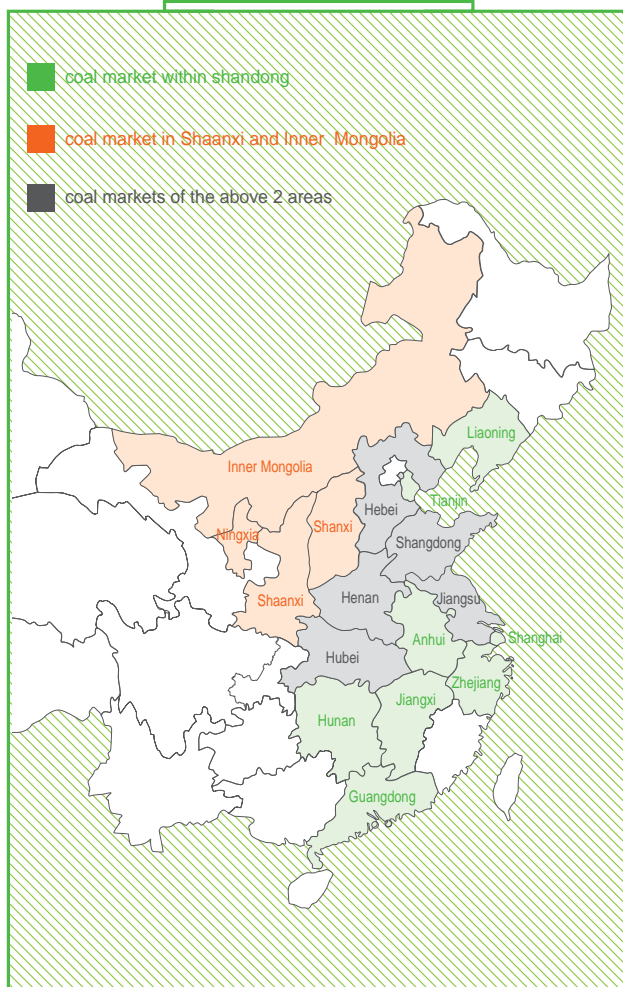 coal market within shandong
coal market in Shaanxi and Inner Mongolia
coal markets of the above 2 areas
Liaoning
Inner Mongolia
Tianjin
Hebei
Shanxi
Ningxia
Shangdong
Shaanxi
Henan
Jiangsu
Anhui
Shanghai
Hubei
Zhejiang
Jiangxi
Hunan
Guangdong